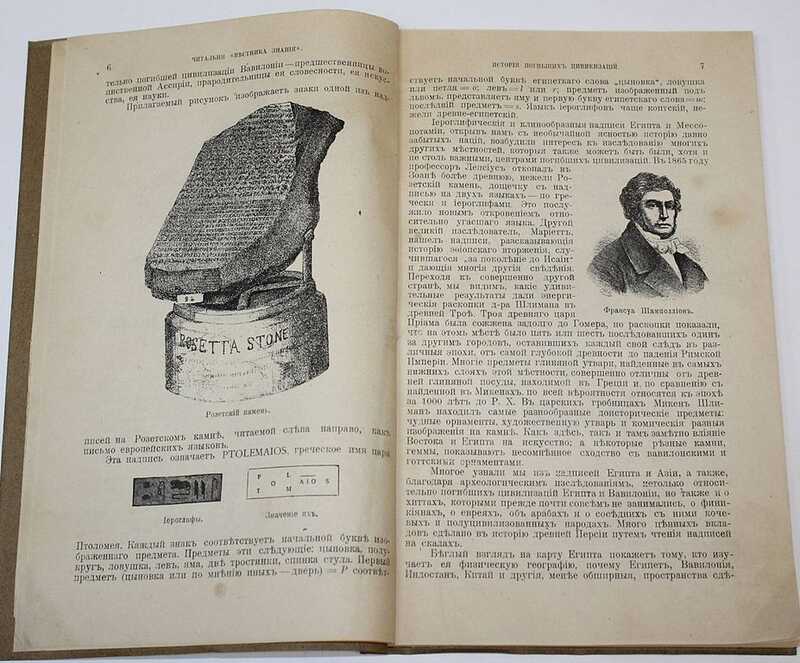 6
ЧИТАЛЬНЯ «ВѢСТНИКА ЗНАНІЯ».
тельно погибшей цивилизаціи Вавилоніи—предшественницы во-
инственной Ассиріи, прародительницы ея словесности, ея искус-
ства, ея науки.
Прилагаемый рисунокъ изображаетъ знаки одной изъ над-
ROSETTA STONE
Розетскій камень.
писей на Розетскомъ камнѣ, читаемой слѣва направо, какъ
письмо европейскихъ языковъ.
Эта надпись означаетъ PTOLEMAIOS, греческое имя царя
P L
T O M AIOS
Іероглафы.
Значеніе ихъ.
Птоломея. Каждый знакъ соотвѣтствуетъ начальной буквѣ изо-
браженнаго предмета. Предметы эти слѣдующіе: цыновка, полу-
кругъ, ловушка, левъ, яма, двѣ тростинки, спинка стула. Первый
предметъ (цыновка или по мнѣнію иныхъ—дверь) = P соотвѣт-
ИСТОРІЯ ПОГИБШИХЪ ЦИВИЛИЗАЦІЙ.
7
ствуетъ начальной буквѣ египетскаго слова „цыновка“, ловушка
или петля = o; левъ = l или r; предметъ изображенный подъ
львомъ, представляетъ яму и первую букву египетскаго слова = м;
послѣдній предметъ = s. Языкъ іероглифовъ чаще коптскій, не-
жели древне-египетскій.
Іероглифическія и клинообразныя надписи Египта и Мессо-
потаміи, открывъ намъ съ необычайной ясностью исторію давно
забытыхъ націй, возбудили интересъ къ изслѣдованію многихъ
другихъ мѣстностей, которыя также можетъ быть были, хотя и
не столь важными, центрами погибшихъ цивилизацій. Въ 1865 году
профессоръ Лепсіусъ откопалъ въ
Зоанѣ болѣе древнюю, нежели Ро-
зетскій камень, дощечку съ над-
писью на двухъ языкахъ—по гре-
чески и іероглифами. Это послу-
жило новымъ откровеніемъ отно-
сительно угасшаго языка. Другой
великій изслѣдователь, Маріеттъ,
нашелъ надписи, разсказывающія
исторію эѳіопскаго вторженія, слу-
чившагося „за поколѣніе до Исаіи“
и дающія многія другія свѣдѣнія.
Переходя къ совершенно другой
странѣ, мы видимъ, какіе удиви-
тельные результаты дали энерги-
ческія раскопки д-ра Шлимана въ
древней Троѣ. Троя древняго царя
Франсуа Шамполліонъ.
Пріама была сожжена задолго до Гомера, но раскопки показали,
что на этомъ мѣстѣ было пять или шесть послѣдовавшихъ одинъ
за другимъ городовъ, оставившихъ каждый свой слѣдъ въ раз-
личныя эпохи, отъ самой глубокой древности до паденія Римской
Имперіи. Многіе предметы глиняной утвари, найденные въ самыхъ
нижнихъ слояхъ этой мѣстности, совершенно отличны отъ древ-
ней глиняной посуды, находимой въ Греціи и, по сравненію съ
найденной въ Микенахъ, по всей вѣроятности относятся къ эпохѣ
за 1000 лѣтъ до Р. Х. Въ царскихъ гробницахъ Микенъ Шли-
манъ находилъ самые разнообразные доисторическіе предметы:
чудные орнаменты, художественную утварь и комическія разныя
изображенія на камнѣ. Какъ здѣсь, такъ и тамъ замѣтно вліяніе
Востока и Египта на искусство; а нѣкоторые рѣзные камни,
геммы, показываютъ несомнѣнное сходство съ вавилонскими и
готтскими орнаментами.
Многое узнали мы изъ надписей Египта и Азіи, а также,
благодаря археологическимъ изслѣдованіямъ, нетолько относи-
тельно погибшихъ цивилизацій Египта и Вавилоніи, но также и о
хиттахъ, которыми прежде почти совсѣмъ не занимались, о фини-
кіянахъ, о евреяхъ, объ арабахъ и о сосѣднихъ съ ними коче-
выхъ и полуцивилизованныхъ народахъ. Много цѣнныхъ вкла-
довъ сдѣлано въ исторію древней Персіи путемъ чтенія надписей
на скалахъ.
Бѣглый взглядъ на карту Египта покажетъ тому, кто изу-
чаетъ ея физическую географію, почему Египетъ, Вавилонія,
Индостанъ, Китай и другія, менѣе обширныя, пространства сдѣ-